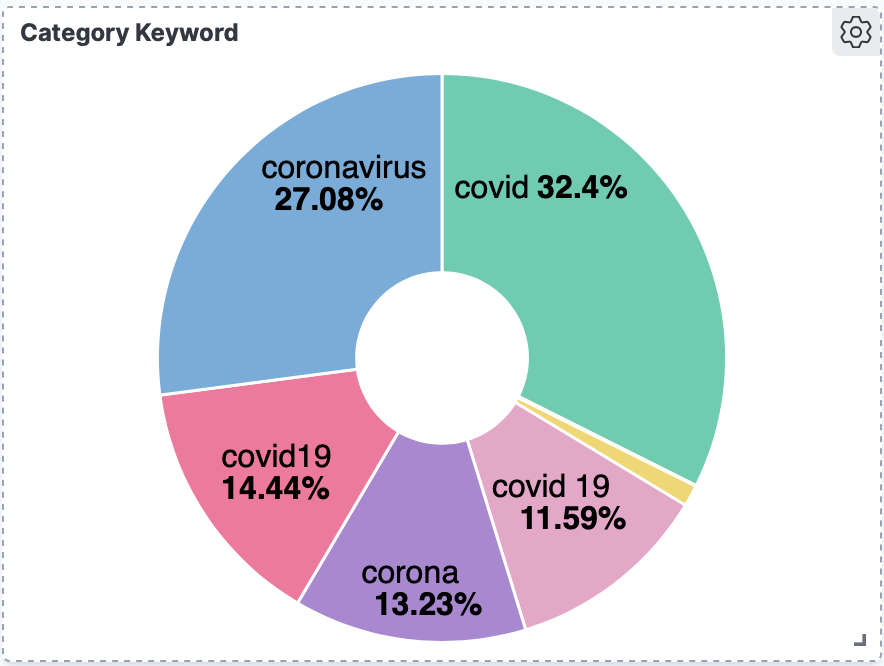 Category Keyword
coronavirus
27.08%
covid 32.4%
covid19
14.44%
covid 19
11.59%
corona
13.23%